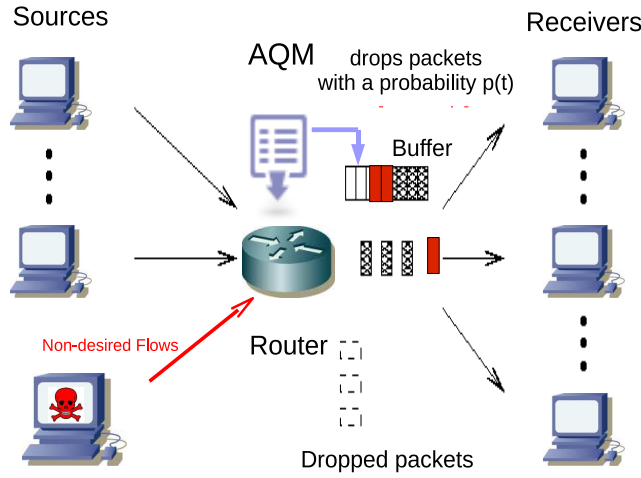 Sources
Receivers
AQM
drops packets
with a probability p(t)
Buffer
Non-desired Flows
Router
Dropped packets